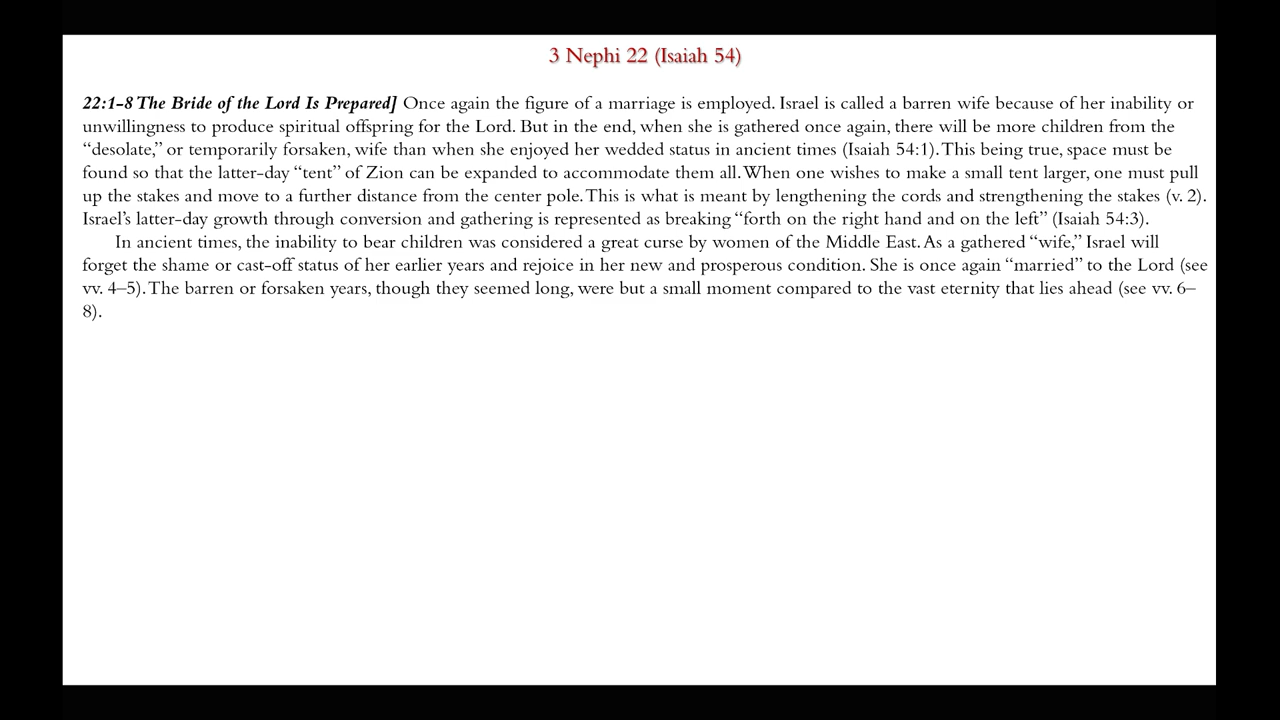 3 Nephi 22 (Isaiah 54)
22:1-8 The Bride of the Lord Is Prepared] Once again the figure of a marriage is employed. Israel is called a barren wife because of her inability or
unwillingness to produce spiritual offspring for the Lord. But in the end, when she is gathered once again, there will be more children from the
“desolate,” or temporarily forsaken, wife than when she enjoyed her wedded status in ancient times (Isaiah 54:1). This being true, space must be
found so that the latter-day “tent” of Zion can be expanded to accommodate them all. When one wishes to make a small tent larger, one must pull
up the stakes and move to a further distance from the center pole. This is what is meant by lengthening the cords and strengthening the stakes (v. 2).
Israel’s latter-day growth through conversion and gathering is represented as breaking “forth on the right hand and on the left” (Isaiah 54:3).
In ancient times, the inability to bear children was considered a great curse by women of the Middle East. As a gathered “wife,” Israel will
forget the shame or cast-off status of her earlier years and rejoice in her new and prosperous condition. She is once again “married” to the Lord (see
vv. 4–5). The barren or forsaken years, though they seemed long, were but a small moment compared to the vast eternity that lies ahead (see vv. 6–
8).